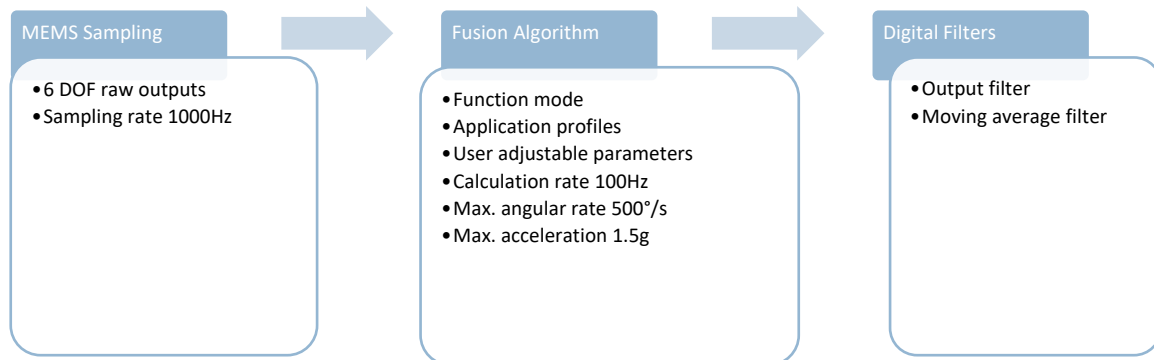 MEMS Sampling
•6 DOF raw outputs
•Sampling rate 1000Hz
Fusion Algorithm
•Function mode
•Application profiles
•User adjustable parameters
•Calculation rate 100Hz
•Max. angular rate 500°/s
•Max. acceleration 1.5g
Digital Filters
•Output filter
•Moving average filter